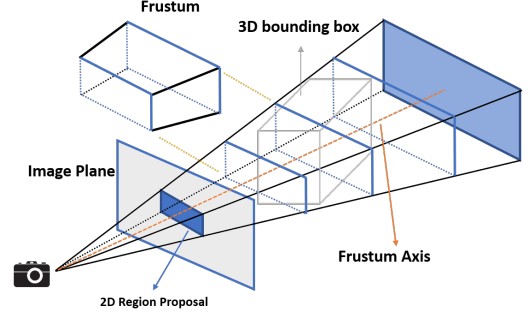 Frustum
3D bounding box
Image Plane
Frustum Axis
2D Region Proposal